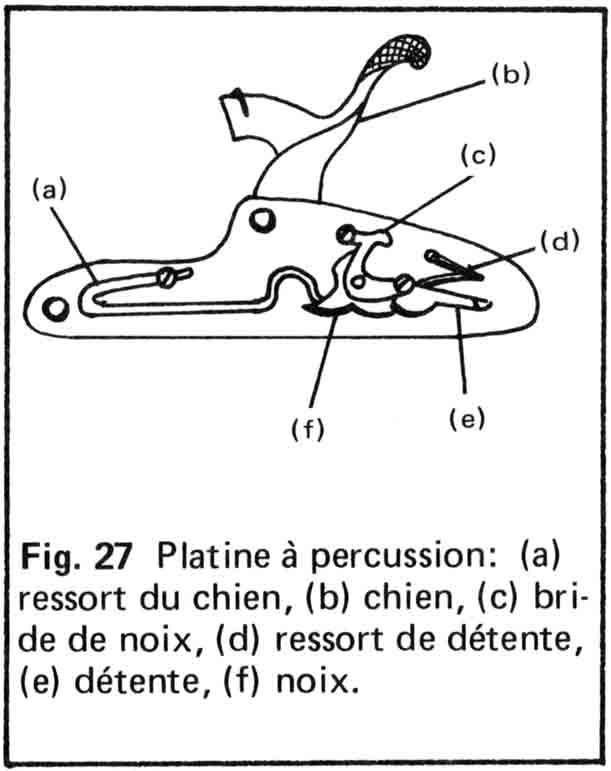 (b)
(c)
(a)
(d)
(e)
(f)
Fig. 27 Platine à percussion: (a)
ressort du chien, (b) chien, (c) bri-
de de noix, (d) ressort de détente,
(e) détente, (f) noix.